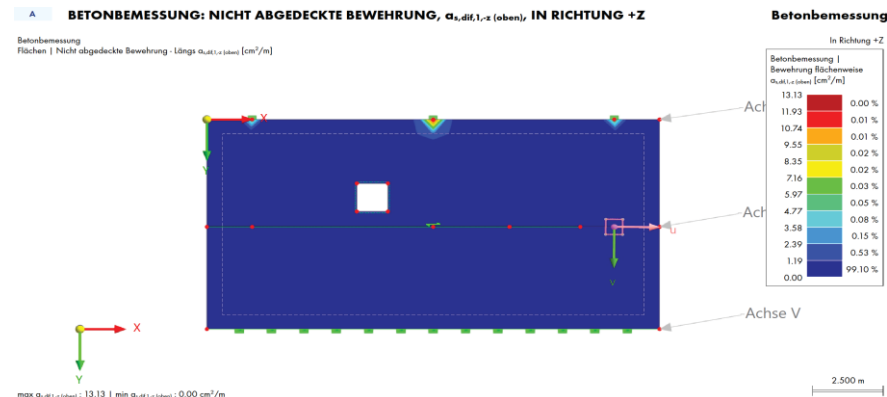 A BETONBEMESSUNG: NICHT ABGEDECKTE BEWEHRUNG, as,dif,1,-z (oben), IN RICHTUNG +Z
Betonbemessung
Betonbemessung
In Richtung +Z
Flächen | Nicht abgedeckte Bewehrung - Längs as,dif,1,-z (oben) [cm²/m]
Betonbemessung |
Bewehrung flächenweise
as,dif,1,-z (oben) [cm²/m]
13.13
0.00 %
11.93
0.01 %
10.74
0.01 %
9.55
0.02 %
8.35
0.02 %
7.16
0.03 %
5.97
0.05 %
4.77
0.08 %
3.58
0.15 %
2.39
0.53 %
1.19
99.10 %
0.00
X
Y
Ach
Ach
u
v
Achse V
X
Y
2.500 m
max as,dif,1,-z (oben) : 13.13 | min as,dif,1,-z (oben) : 0.00 cm²/m